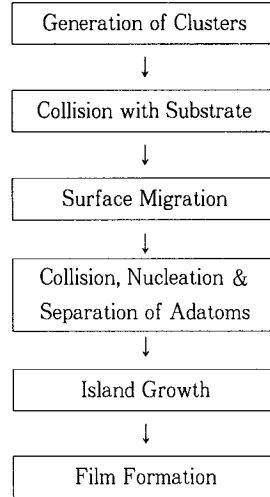 Generation of Clusters
Collision with Substrate
Surface Migration
Collision, Nucleation &
Separation of Adatoms
Island Growth
Film Formation